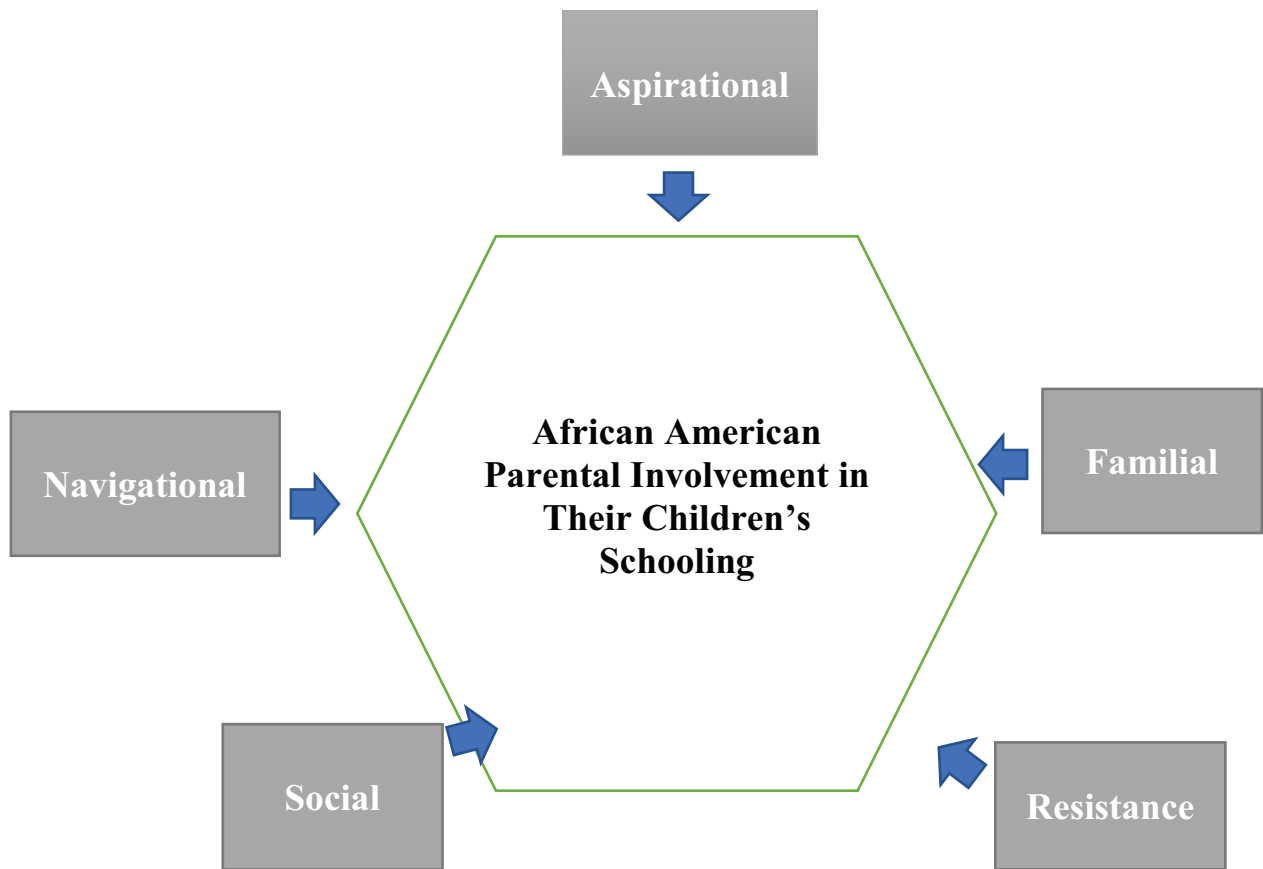 Aspirational
African American
Parental Involvement in
Their Children’s
Schooling
Navigational
Familial
Social
Resistance